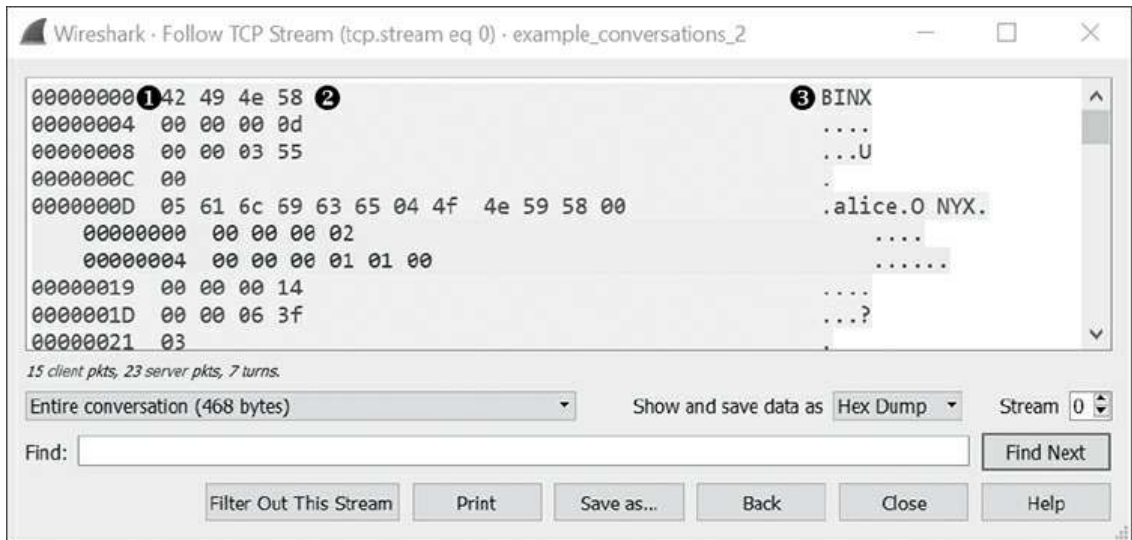 Wireshark · Follow TCP Stream (tcp.stream eq 0) · example_conversations_2
00000000 ❶ 42 49 4e 58 ❷ ❸ BINX
00000004 00 00 00 0d ....
00000008 00 00 03 55 ...U
0000000C 00 .
0000000D 05 61 6c 69 63 65 04 4f 4e 59 58 00 .alice.O NYX.
00000000 00 00 00 02 ....
00000004 00 00 00 01 01 00 ......
00000019 00 00 00 14 ....
0000001D 00 00 06 3f ...?
00000021 03 .
15 client pkts, 23 server pkts, 7 turns.
Entire conversation (468 bytes) Show and save data as Hex Dump Stream 0
Find: Find Next
Filter Out This Stream Print Save as... Back Close Help